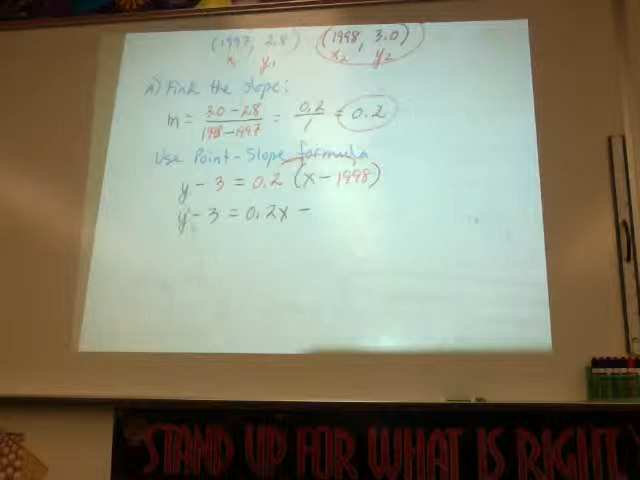 (1997, 2.8) (1998, 3.0)
x₁ y₁ x₂ y₂
a) Find the slope:
m = 3.0 - 2.8 / 1998 - 1997 = 0.2 / 1 = 0.2
Use Point-Slope formula
y - 3 = 0.2 (x - 1998)
y - 3 = 0.2x -
STAND UP FOR WHAT IS RIGHT